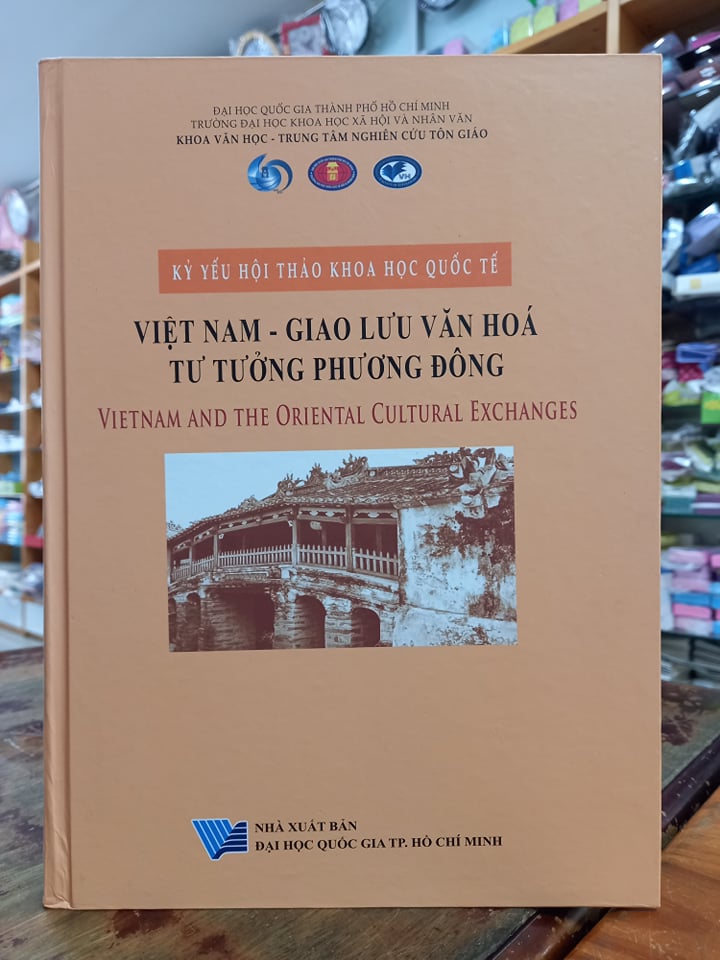 ĐẠI HỌC QUỐC GIA THÀNH PHỐ HỒ CHÍ MINH
TRƯỜNG ĐẠI HỌC KHOA HỌC XÃ HỘI VÀ NHÂN VĂN
KHOA VĂN HỌC - TRUNG TÂM NGHIÊN CỨU TÔN GIÁO
VH
KỶ YẾU HỘI THẢO KHOA HỌC QUỐC TẾ
VIỆT NAM - GIAO LƯU VĂN HOÁ
TƯ TƯỞNG PHƯƠNG ĐÔNG
VIETNAM AND THE ORIENTAL CULTURAL EXCHANGES
NHÀ XUẤT BẢN
ĐẠI HỌC QUỐC GIA TP. HỒ CHÍ MINH